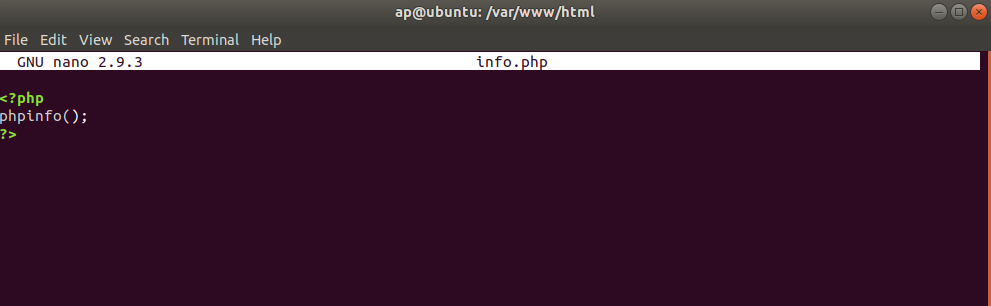 ap@ubuntu: /var/www/html
File Edit View Search Terminal Help
GNU nano 2.9.3 info.php
<?php
phpinfo();
?>